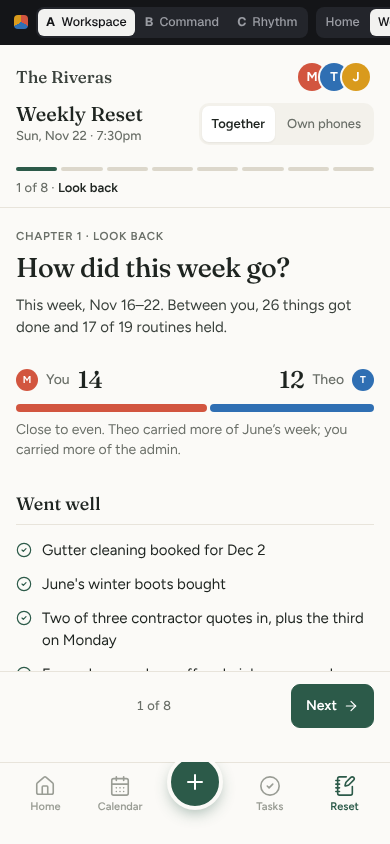 A Workspace B Command C Rhythm Home
The Riveras M T J
Weekly Reset
Sun, Nov 22 · 7:30pm
Together Own phones
1 of 8 · Look back
CHAPTER 1 · LOOK BACK
How did this week go?
This week, Nov 16–22. Between you, 26 things got
done and 17 of 19 routines held.
M You 14 12 Theo T
Close to even. Theo carried more of June's week; you
carried more of the admin.
Went well
Gutter cleaning booked for Dec 2
June's winter boots bought
Two of three contractor quotes in, plus the third
on Monday
1 of 8 Next
Home Calendar Tasks Reset